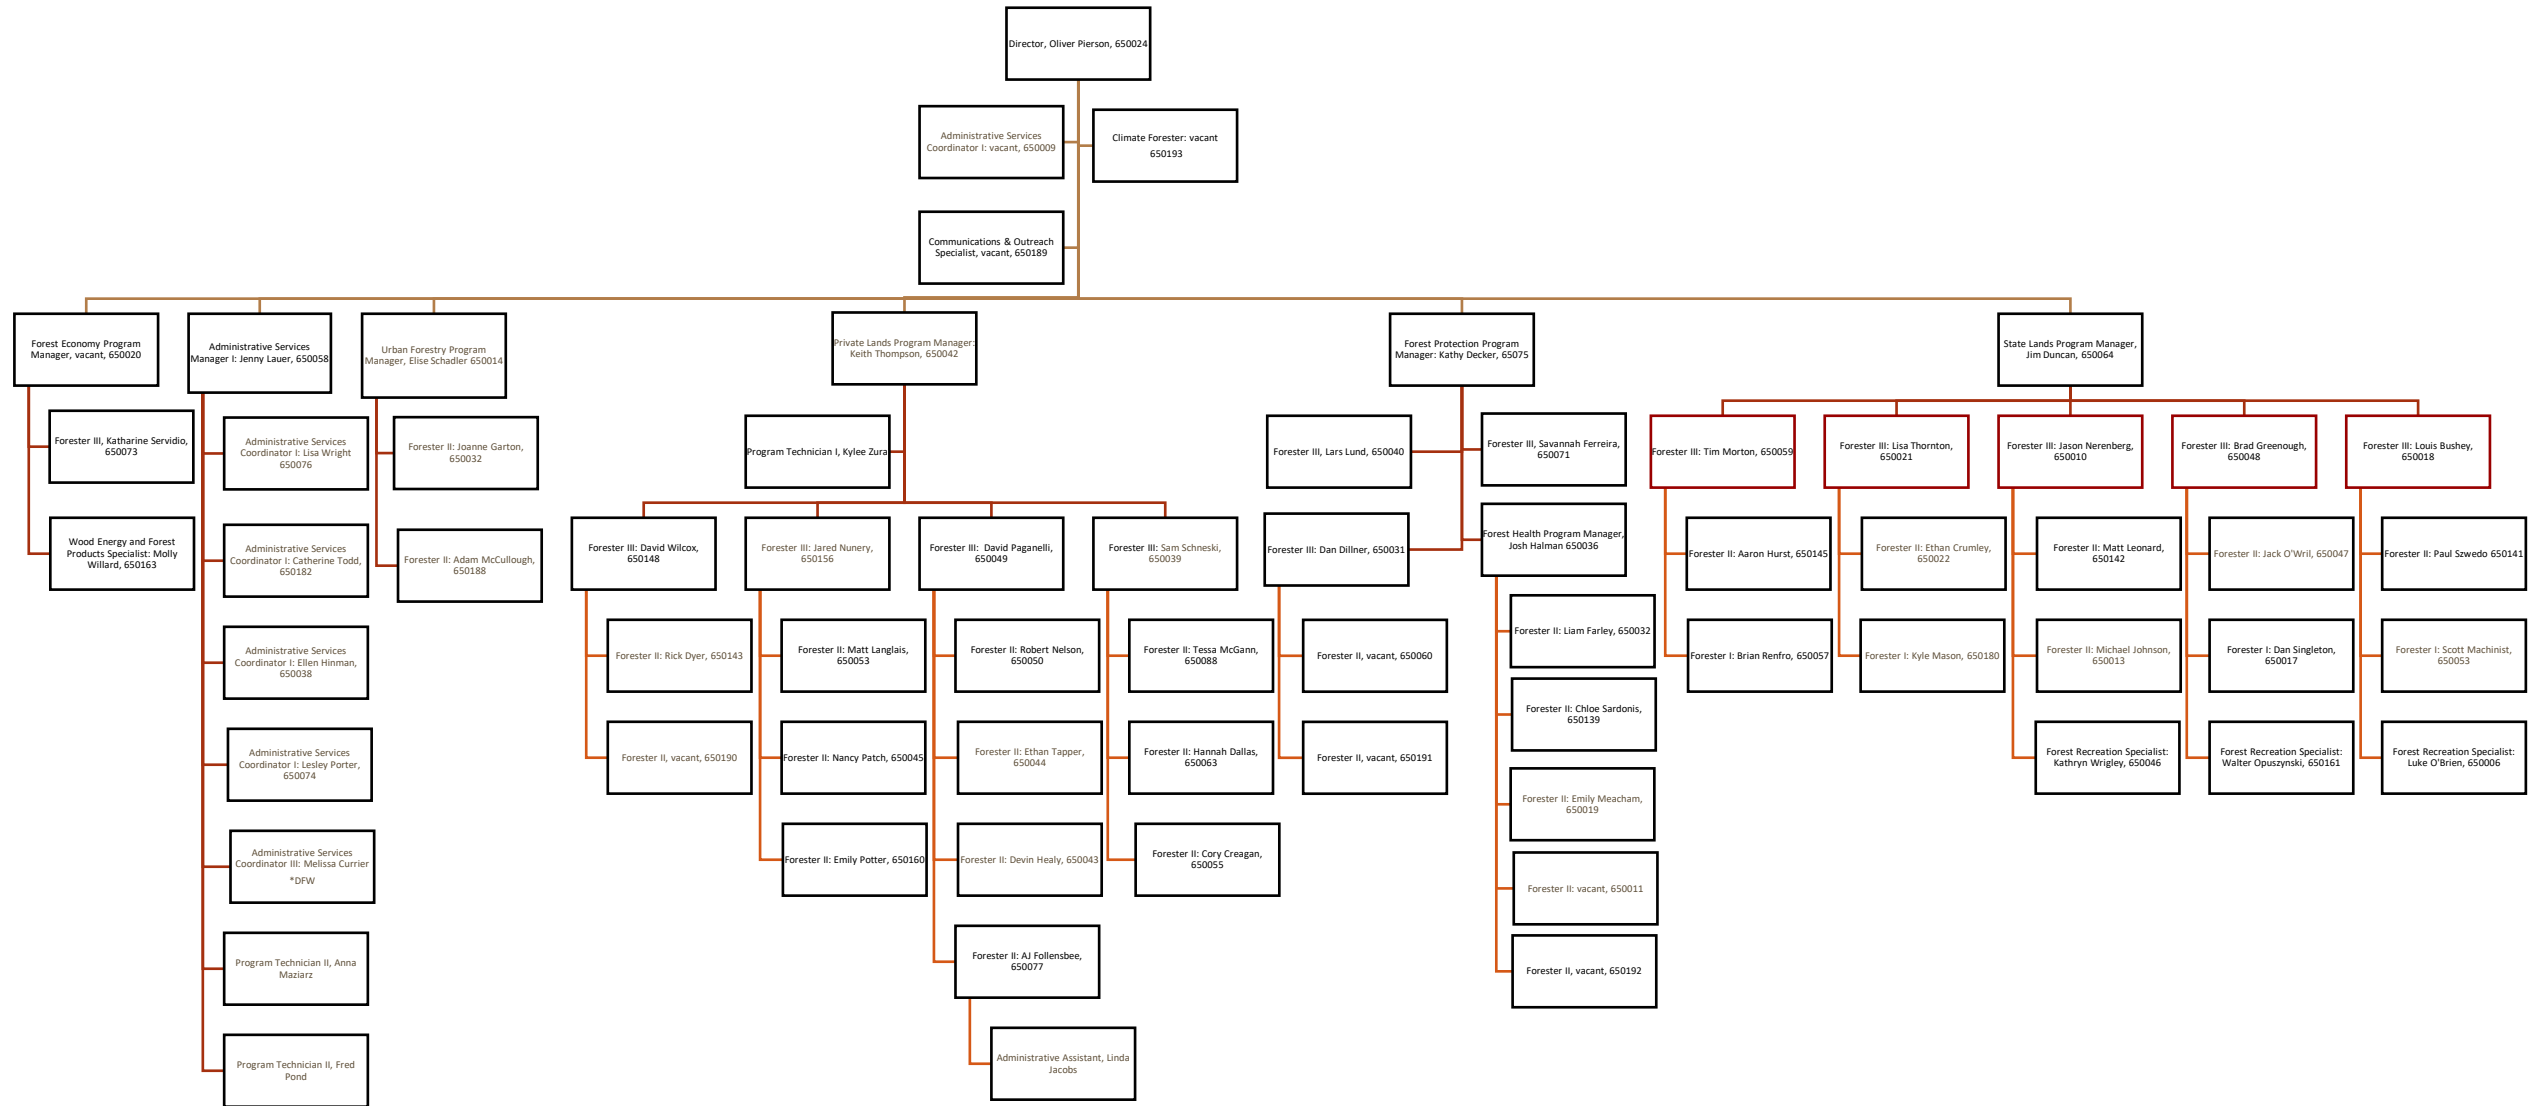 Director, Oliver Pierson, 650024
Administrative Services
Coordinator I: vacant, 650009
Climate Forester: vacant
650193
Communications & Outreach
Specialist, vacant, 650189
Forest Economy Program
Manager, vacant, 650020
Administrative Services
Manager I: Jenny Lauer, 650058
Urban Forestry Program
Manager, Elise Schadler 650014
Private Lands Program Manager:
Keith Thompson, 650042
Forest Protection Program
Manager: Kathy Decker, 65075
State Lands Program Manager,
Jim Duncan, 650064
Forester III, Katharine Servidio,
650073
Wood Energy and Forest
Products Specialist: Molly
Willard, 650163
Administrative Services
Coordinator I: Lisa Wright
650076
Administrative Services
Coordinator I: Catherine Todd,
650182
Administrative Services
Coordinator I: Ellen Hinman,
650038
Administrative Services
Coordinator I: Lesley Porter,
650074
Administrative Services
Coordinator III: Melissa Currier
*DFW
Program Technician II, Anna
Maziarz
Program Technician II, Fred
Pond
Forester II: Joanne Garton,
650032
Forester II: Adam McCullough,
650188
Program Technician I, Kylee Zura
Forester III: David Wilcox,
650148
Forester II: Rick Dyer, 650143
Forester II, vacant, 650190
Forester III: Jared Nunery,
650156
Forester II: Matt Langlais,
650053
Forester II: Nancy Patch, 650045
Forester II: Emily Potter, 650160
Forester III: David Paganelli,
650049
Forester II: Robert Nelson,
650050
Forester II: Ethan Tapper,
650044
Forester II: Devin Healy, 650043
Forester II: AJ Follensbee,
650077
Administrative Assistant, Linda
Jacobs
Forester III: Sam Schneski,
650039
Forester II: Tessa McGann,
650088
Forester II: Hannah Dallas,
650063
Forester II: Cory Creagan,
650055
Forester III, Lars Lund, 650040
Forester III, Savannah Ferreira,
650071
Forester III: Dan Dillner, 650031
Forester II, vacant, 650060
Forester II, vacant, 650191
Forest Health Program Manager,
Josh Halman 650036
Forester II: Liam Farley, 650032
Forester II: Chloe Sardonis,
650139
Forester II: Emily Meacham,
650019
Forester II: vacant, 650011
Forester II, vacant, 650192
Forester III: Tim Morton, 650059
Forester II: Aaron Hurst, 650145
Forester I: Brian Renfro, 650057
Forester III: Lisa Thornton,
650021
Forester II: Ethan Crumley,
650022
Forester I: Kyle Mason, 650180
Forester III: Jason Nerenberg,
650010
Forester II: Matt Leonard,
650142
Forester II: Michael Johnson,
650013
Forest Recreation Specialist:
Kathryn Wrigley, 650046
Forester III: Brad Greenough,
650048
Forester II: Jack O'Wril, 650047
Forester I: Dan Singleton,
650017
Forest Recreation Specialist:
Walter Opuszynski, 650161
Forester III: Louis Bushey,
650018
Forester II: Paul Szwedo 650141
Forester I: Scott Machinist,
650053
Forest Recreation Specialist:
Luke O'Brien, 650006